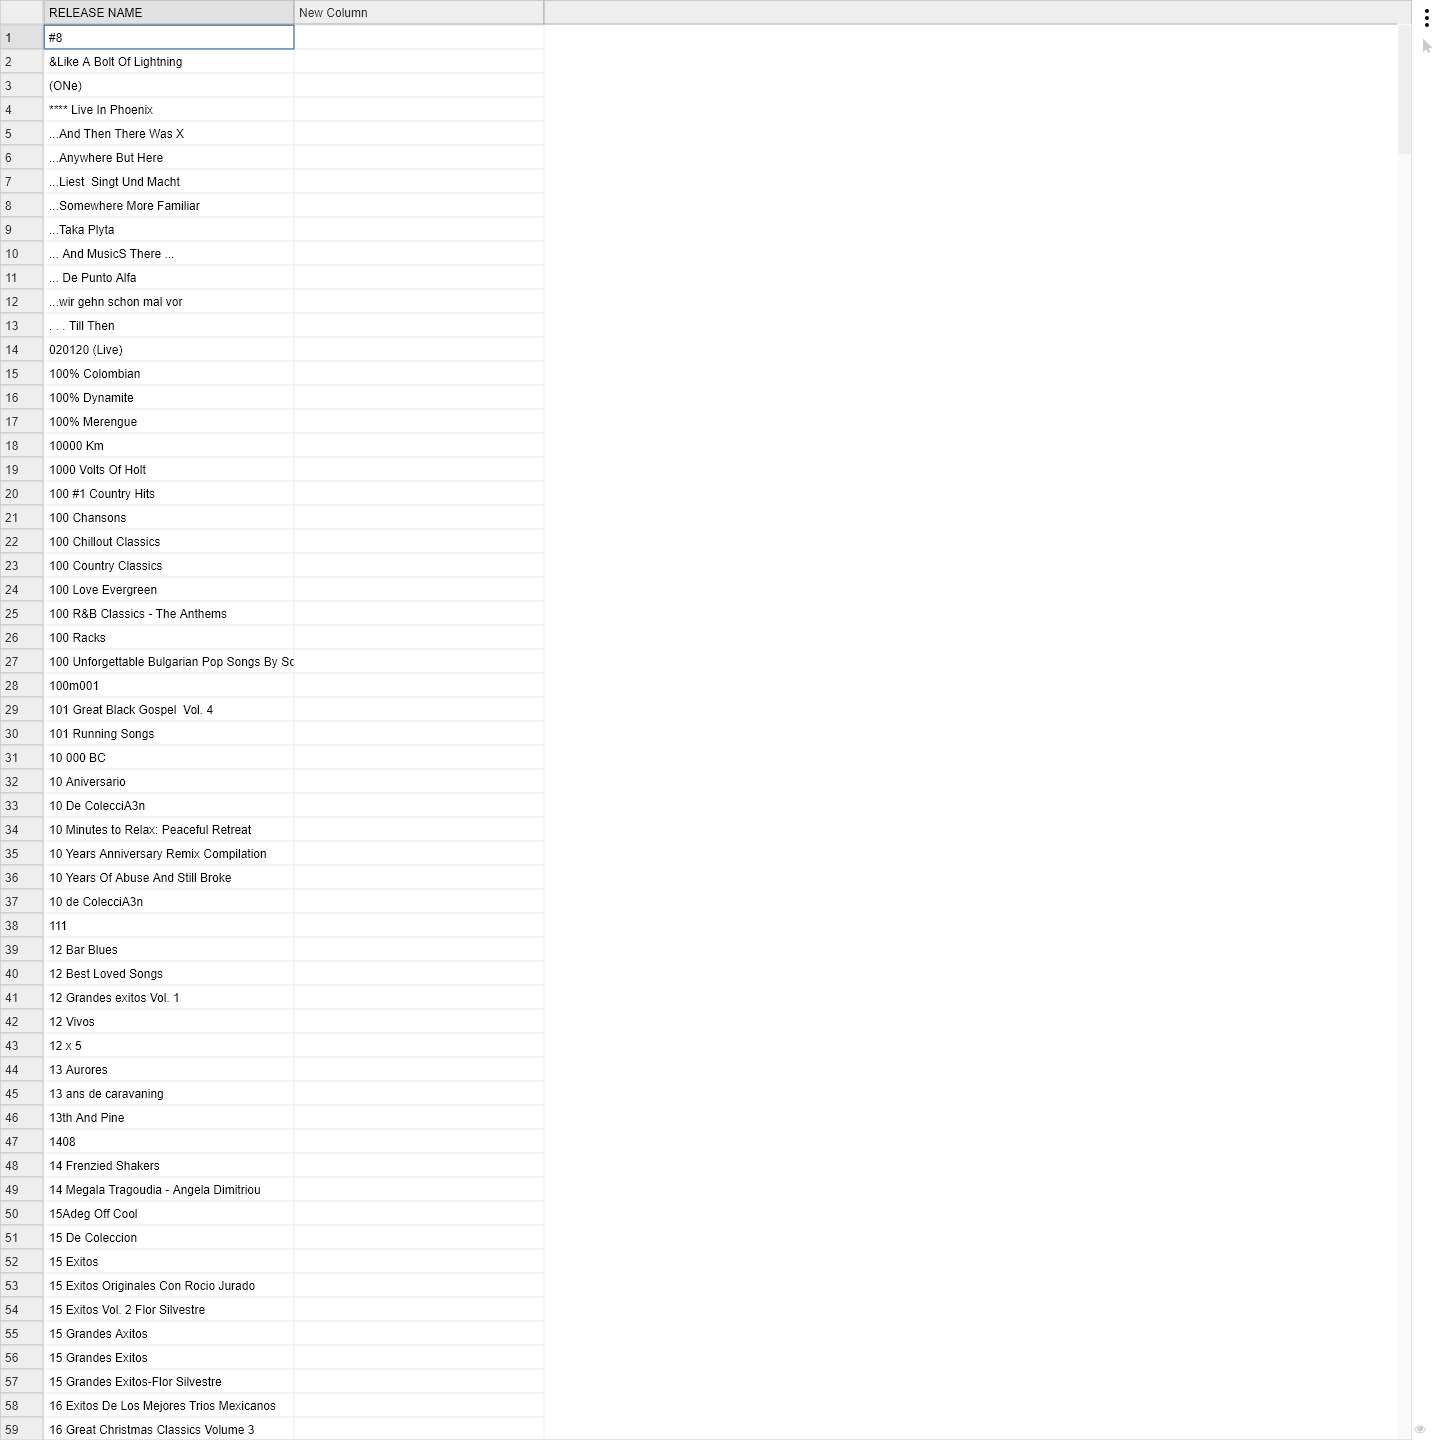 RELEASE NAME New Column
1 #8
2 &Like A Bolt Of Lightning
3 (ONe)
4 **** Live In Phoenix
5 ...And Then There Was X
6 ...Anywhere But Here
7 ...Liest  Singt Und Macht
8 ...Somewhere More Familiar
9 ...Taka Plyta
10 ... And MusicS There ...
11 ... De Punto Alfa
12 ...wir gehn schon mal vor
13 . . . Till Then
14 020120 (Live)
15 100% Colombian
16 100% Dynamite
17 100% Merengue
18 10000 Km
19 1000 Volts Of Holt
20 100 #1 Country Hits
21 100 Chansons
22 100 Chillout Classics
23 100 Country Classics
24 100 Love Evergreen
25 100 R&B Classics - The Anthems
26 100 Racks
27 100 Unforgettable Bulgarian Pop Songs By
28 100m001
29 101 Great Black Gospel  Vol. 4
30 101 Running Songs
31 10 000 BC
32 10 Aniversario
33 10 De ColecciA3n
34 10 Minutes to Relax: Peaceful Retreat
35 10 Years Anniversary Remix Compilation
36 10 Years Of Abuse And Still Broke
37 10 de ColecciA3n
38 111
39 12 Bar Blues
40 12 Best Loved Songs
41 12 Grandes exitos Vol. 1
42 12 Vivos
43 12 x 5
44 13 Aurores
45 13 ans de caravaning
46 13th And Pine
47 1408
48 14 Frenzied Shakers
49 14 Megala Tragoudia - Angela Dimitriou
50 15Adeg Off Cool
51 15 De Coleccion
52 15 Exitos
53 15 Exitos Originales Con Rocio Jurado
54 15 Exitos Vol. 2 Flor Silvestre
55 15 Grandes Axitos
56 15 Grandes Exitos
57 15 Grandes Exitos-Flor Silvestre
58 16 Exitos De Los Mejores Trios Mexicanos
59 16 Great Christmas Classics Volume 3